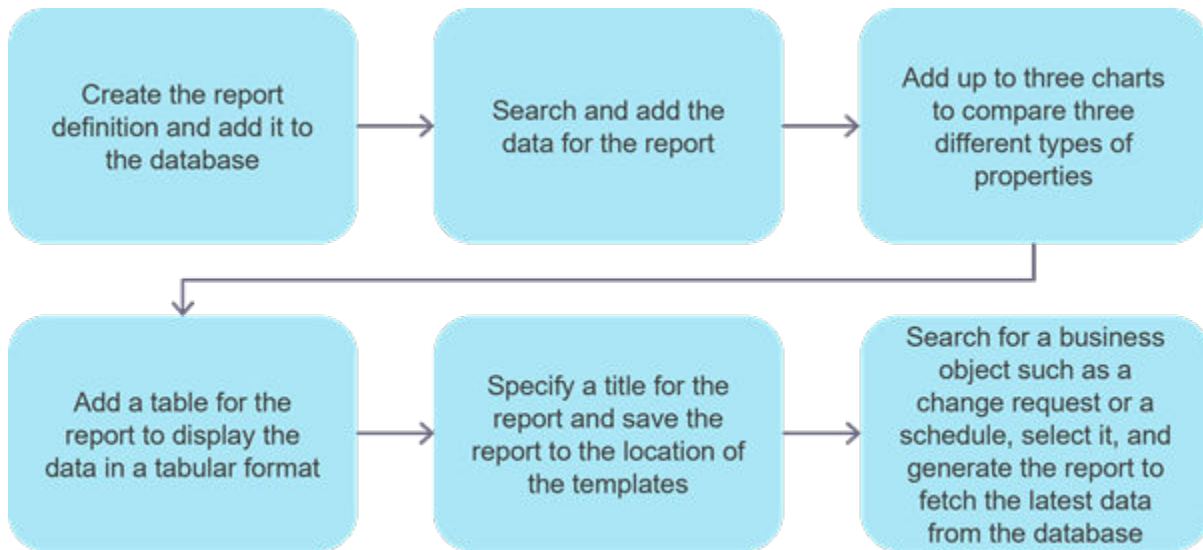 Create the report
definition and add it to
the database
Search and add the
data for the report
Add up to three charts
to compare three
different types of
properties
Add a table for the
report to display the
data in a tabular format
Specify a title for the
report and save the
report to the location of
the templates
Search for a business
object such as a
change request or a
schedule, select it, and
generate the report to
fetch the latest data
from the database